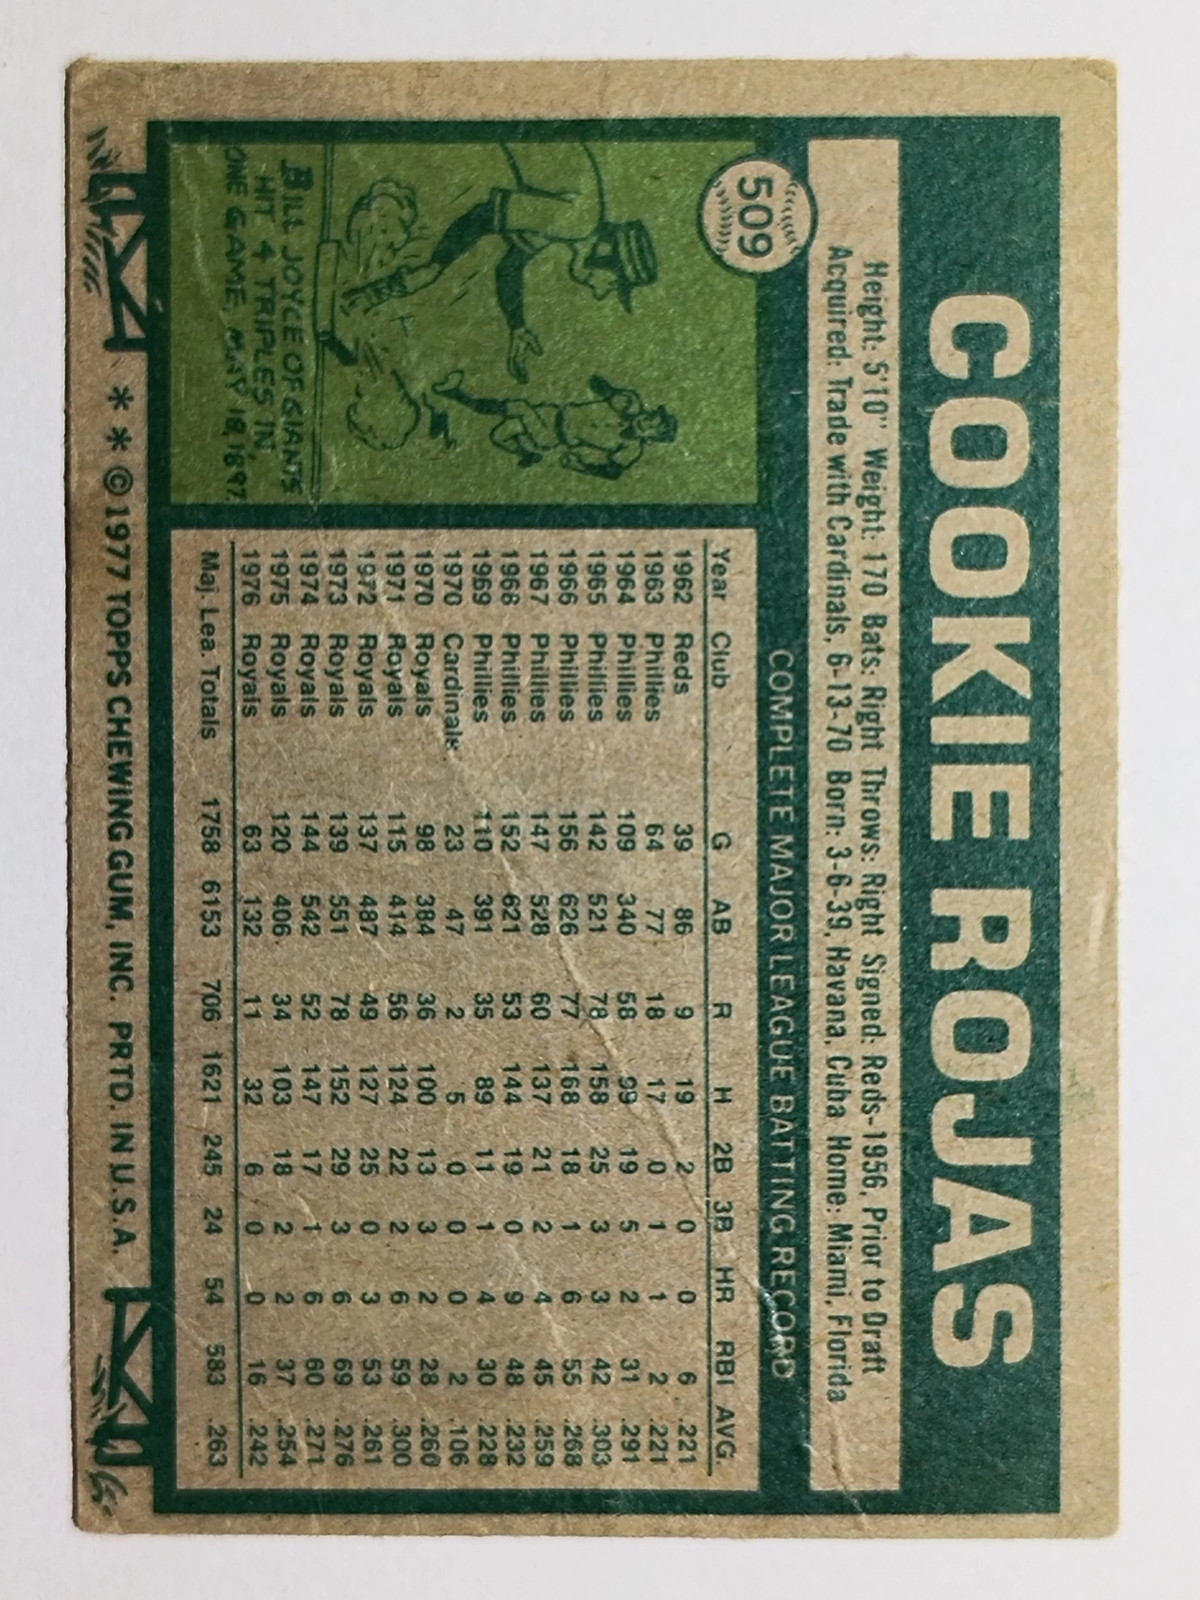 COOKIE ROJAS
Height: 5'10" Weight: 170 Bats: Right Throws: Right Signed: Reds-1956, Prior to Draft
Acquired: Trade with Cardinals, 6-13-70 Born: 3-6-39, Havana, Cuba Home: Miami, Florida
509
COMPLETE MAJOR LEAGUE BATTING RECORD
Year Club G AB R H 2B 3B HR RBI AVG.
1962 Reds 39 86 9 19 2 0 0 6 .221
1963 Phillies 64 77 18 17 0 1 1 2 .221
1964 Phillies 109 340 58 99 19 5 2 31 .291
1965 Phillies 142 521 78 158 25 3 3 42 .303
1966 Phillies 156 626 77 168 18 1 6 55 .268
1967 Phillies 147 528 60 137 21 2 4 45 .259
1968 Phillies 152 621 53 144 19 0 9 48 .232
1969 Phillies 110 391 35 89 11 1 4 30 .228
1970 Cardinals 23 47 2 5 0 0 0 2 .106
1970 Royals 98 384 36 100 13 3 2 28 .260
1971 Royals 115 414 56 124 22 2 6 59 .300
1972 Royals 137 487 49 127 25 0 3 53 .261
1973 Royals 139 551 78 152 29 3 6 69 .276
1974 Royals 144 542 52 147 17 1 6 60 .271
1975 Royals 120 406 34 103 18 2 2 37 .254
1976 Royals 63 132 11 32 6 0 0 16 .242
Maj. Lea. Totals 1758 6153 706 1621 245 24 54 583 .263
BILL JOYCE OF GIANTS
HIT 4 TRIPLES IN
ONE GAME, MAY 18, 1897.
* * © 1977 TOPPS CHEWING GUM, INC. PRTD. IN U.S.A.